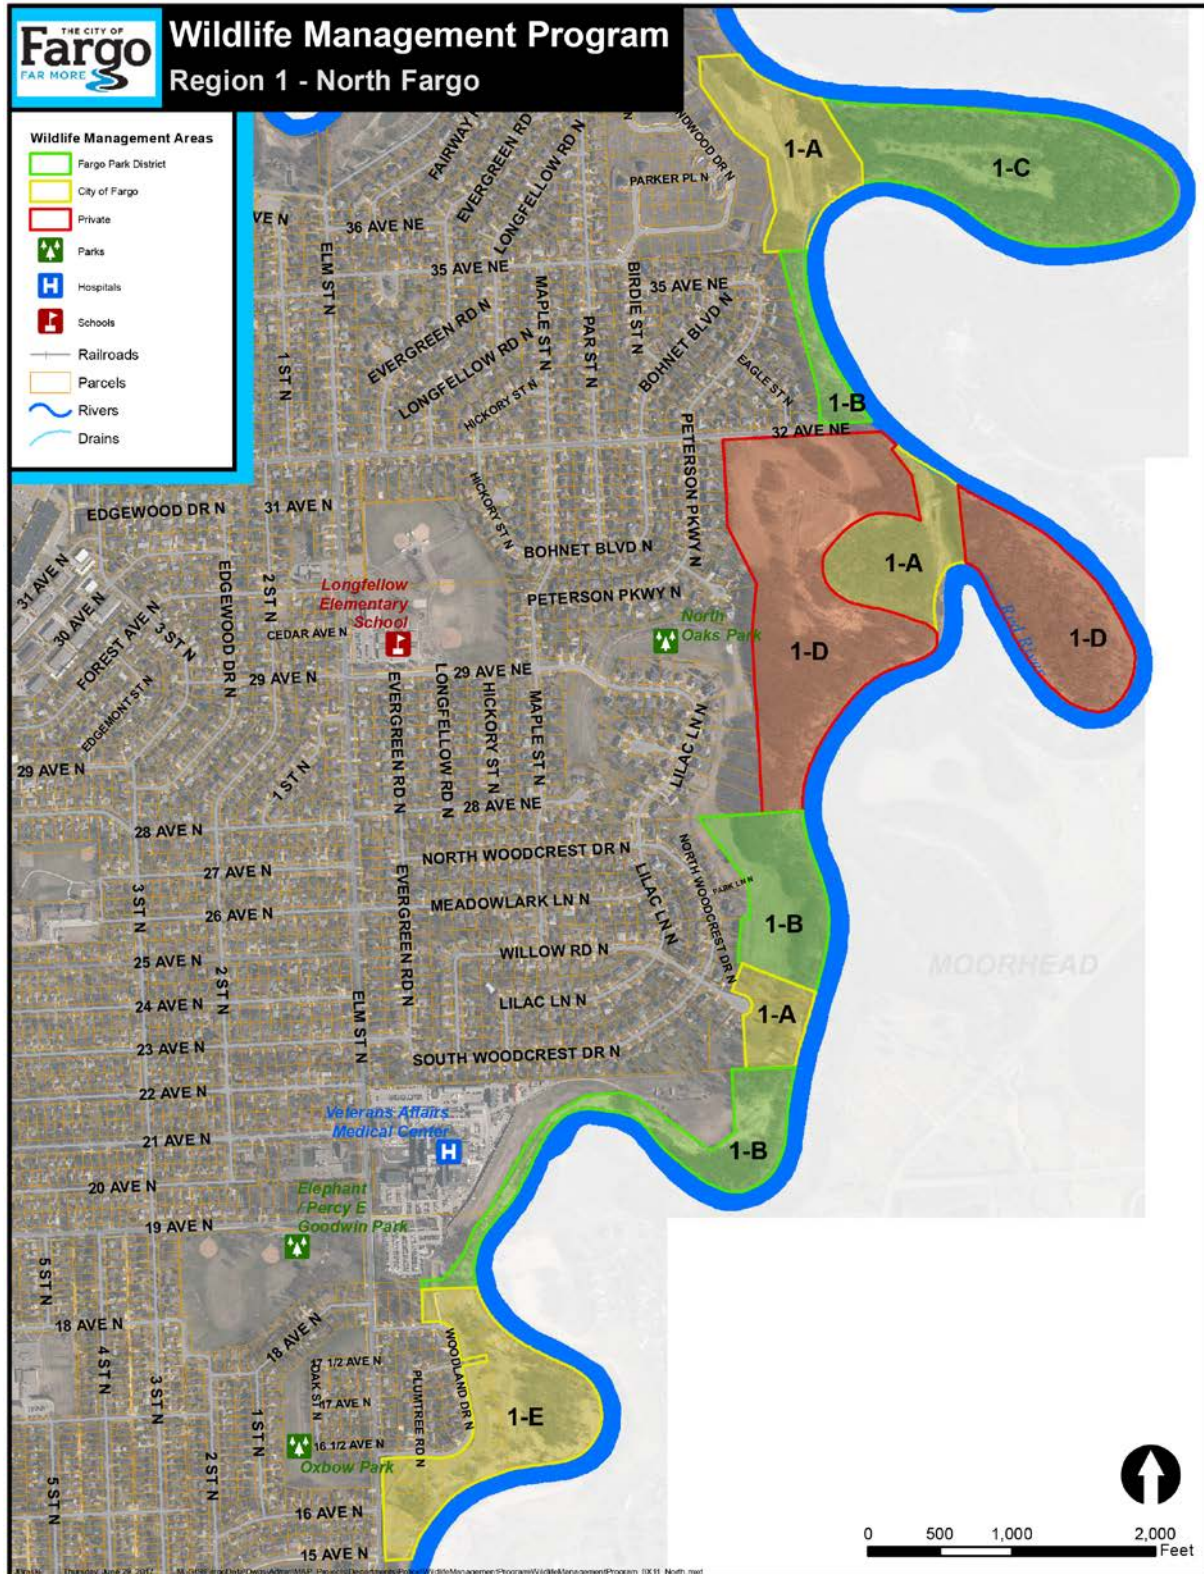 THE CITY OF
Fargo
FAR MORE
Wildlife Management Program
Region 1 - North Fargo
Wildlife Management Areas
Fargo Park District
City of Fargo
Private
Parks
H
Hospitals
Schools
Railroads
Parcels
Rivers
Drains
FAIRWAY
EVERGREEN RD
LONGFELLOW RD N
NDWOOD DR N
PARKER PL N
1-A
1-C
VE N
36 AVE NE
ELM ST N
35 AVE NE
BIRDIE ST N
35 AVE NE
MAPLE ST N
PAR ST N
BOHNET BLVD N
EVERGREEN RD N
1 ST N
LONGFELLOW RD N
HICKORY ST N
EAGLE ST N
1-B
32 AVE NE
PETERSON PKWY N
EDGEWOOD DR N
31 AVE N
HICKORY ST N
BOHNET BLVD N
1-A
31 AVE N
30 AVE N
FOREST AVE N
3 ST N
EDGEWOOD DR N
2 ST N
Longfellow
Elementary
School
PETERSON PKWY N
North
Oaks Park
CEDAR AVE N
Red River
1-D
1-D
EDGEMONT ST N
29 AVE N
29 AVE NE
EVERGREEN RD N
LONGFELLOW RD N
HICKORY ST N
MAPLE ST N
LILAC LN N
29 AVE N
1 ST N
28 AVE NE
28 AVE N
NORTH WOODCREST DR N
27 AVE N
LILAC LN N
NORTH WOODCREST DR N
PARK LN N
3 ST N
26 AVE N
EVERGREEN RD N
MEADOWLARK LN N
1-B
25 AVE N
WILLOW RD N
MOORHEAD
24 AVE N
2 ST N
ELM ST N
LILAC LN N
1-A
23 AVE N
SOUTH WOODCREST DR N
22 AVE N
Veterans Affairs
Medical Center
H
21 AVE N
1-B
20 AVE N
Elephant
/ Percy E
Goodwin Park
19 AVE N
5 ST N
18 AVE N
18 AVE N
4 ST N
3 ST N
17 1/2 AVE N
OAK ST N
WOODLAND DR N
PLUMTREE RD N
17 AVE N
1-E
1 ST N
16 1/2 AVE N
Oxbow Park
2 ST N
5 ST N
16 AVE N
15 AVE N
0 500 1,000 2,000
Feet